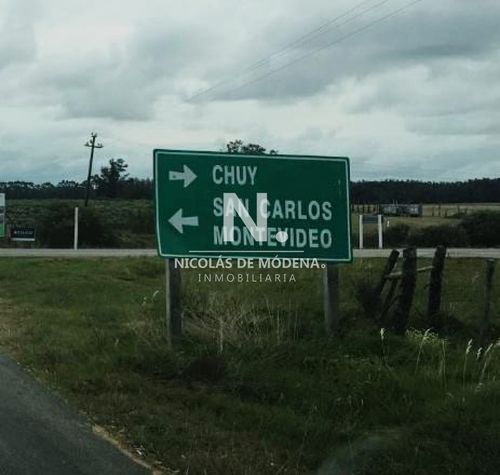 CHUY
SAN CARLOS
MONTEVIDEO
N.
NICOLÁS DE MÓDENA
INMOBILIARIA